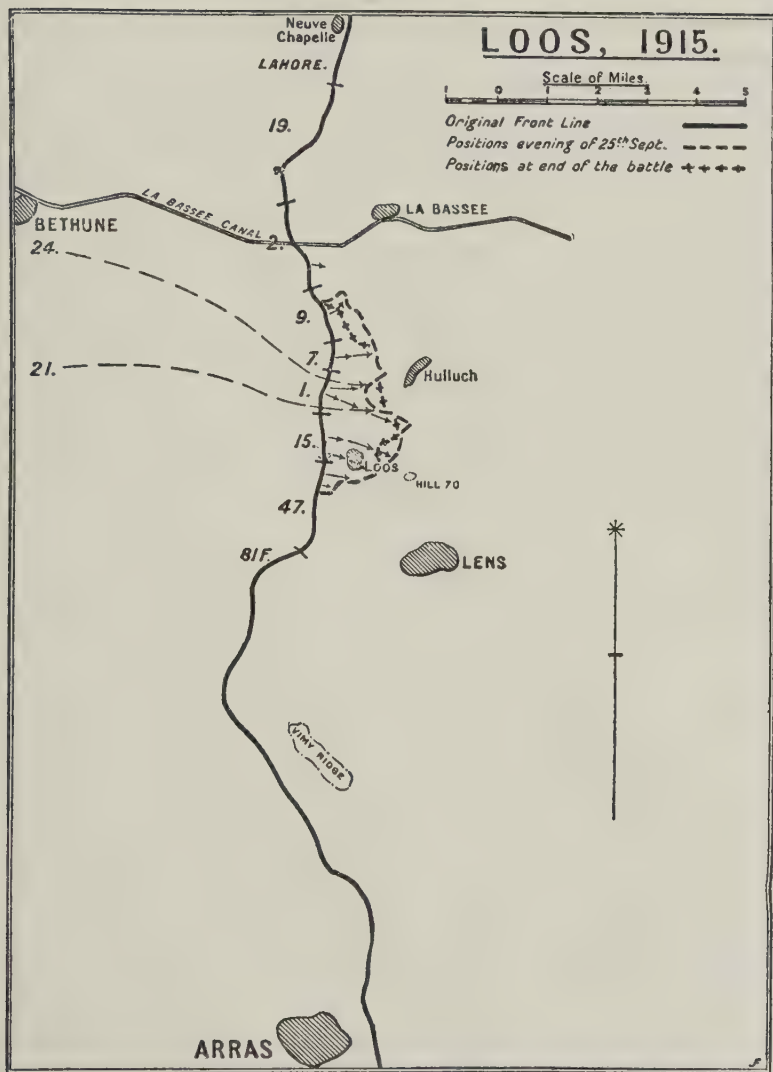 LOOS, 1915.
Scale of Miles.
1 0 1 2 3 4 5
Original Front Line
Positions evening of 25th Sept.
Positions at end of the battle
Neuve
Chapelle
LAHORE.
19.
LA BASSEE CANAL
BETHUNE
LA BASSEE
2.
24.
9.
7.
21.
1.
Hulluch
15.
LOOS
HILL 70
47.
81F.
LENS
VIMY RIDGE
ARRAS